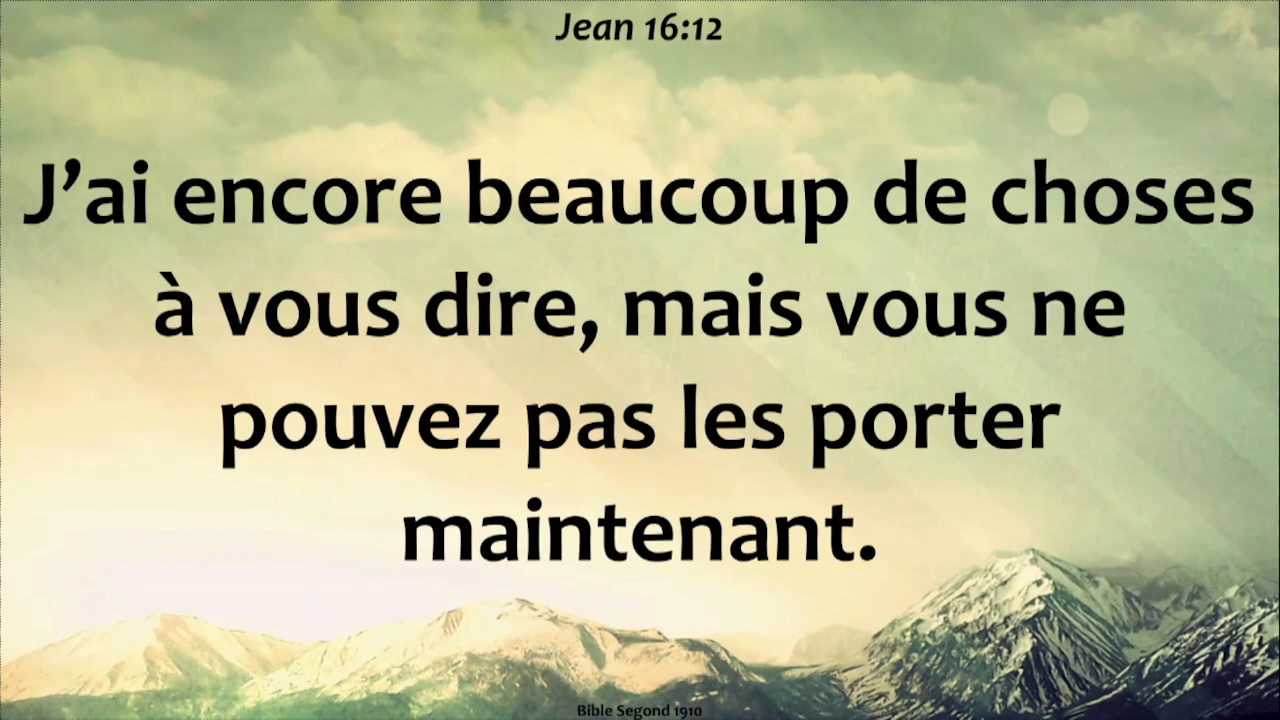 Jean 16:12
J’ai encore beaucoup de choses
à vous dire, mais vous ne
pouvez pas les porter
maintenant.
Bible Segond 1910